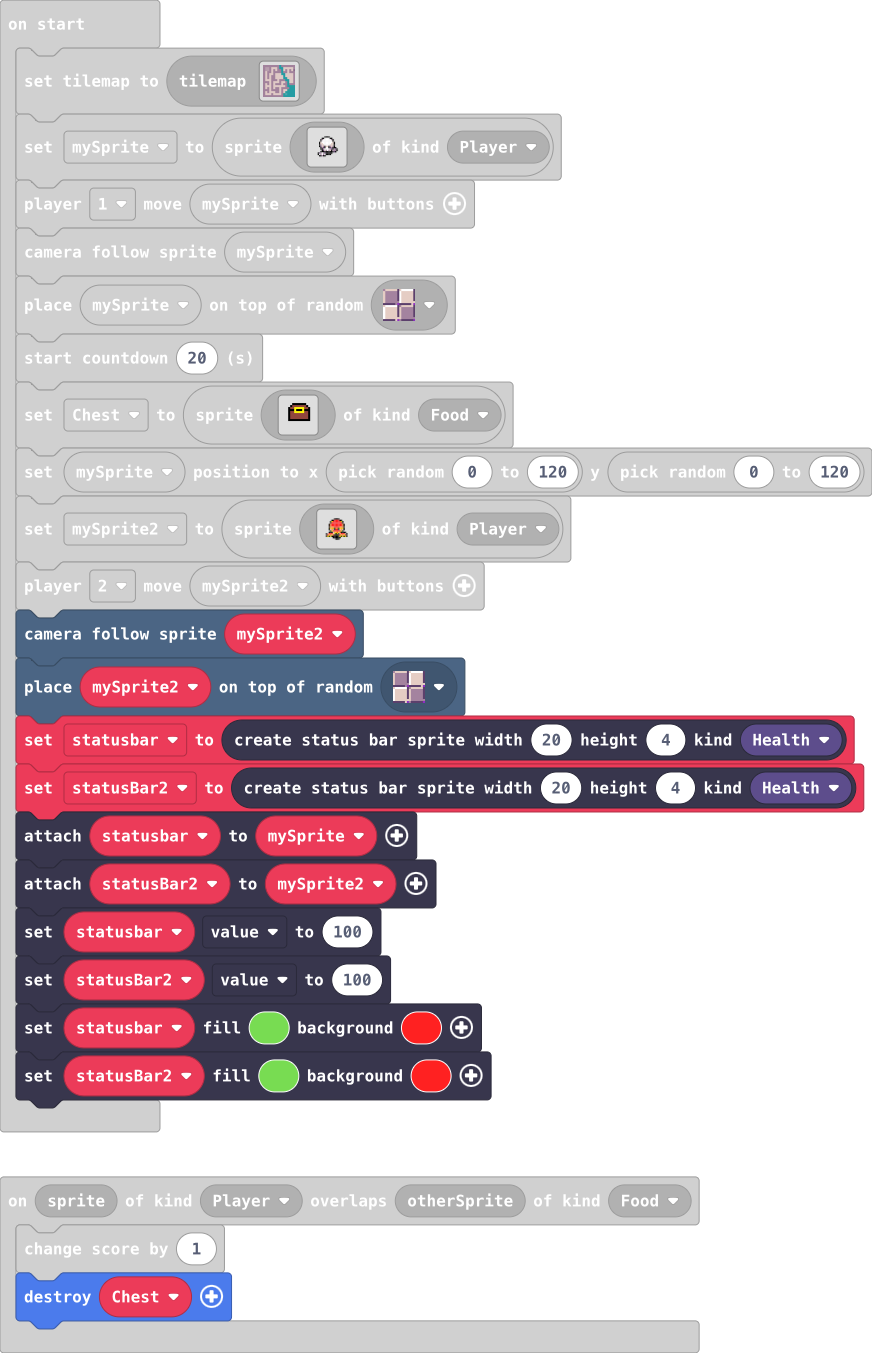 on start
set tilemap to tilemap
set mySprite to sprite of kind Player
player 1 move mySprite with buttons
camera follow sprite mySprite
place mySprite on top of random
start countdown 20 (s)
set Chest to sprite of kind Food
set mySprite position to x pick random 0 to 120 y pick random 0 to 120
set mySprite2 to sprite of kind Player
player 2 move mySprite2 with buttons
camera follow sprite mySprite2
place mySprite2 on top of random
set statusbar to create status bar sprite width 20 height 4 kind Health
set statusBar2 to create status bar sprite width 20 height 4 kind Health
attach statusbar to mySprite
attach statusBar2 to mySprite2
set statusbar value to 100
set statusBar2 value to 100
set statusbar fill background
set statusBar2 fill background
on sprite of kind Player overlaps otherSprite of kind Food
change score by 1
destroy Chest